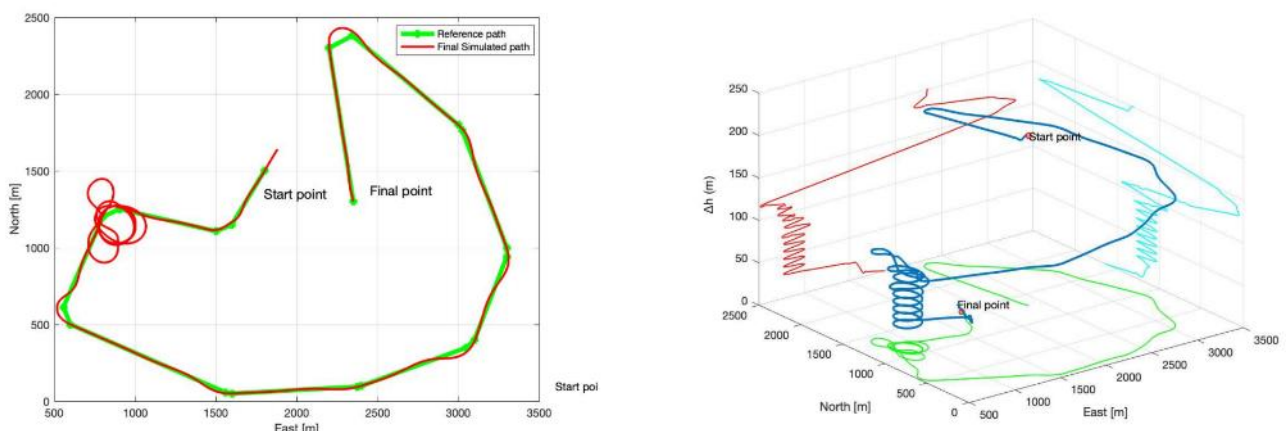 2500
2000
1500
1000
500
0
North [m]
500
1000
1500
2000
2500
3000
3500
East [m]
Reference path
Final Simulated path
Start point
Final point
Start poi
250
200
150
100
50
0
Δh (m)
2500
2000
1500
1000
500
0
North [m]
500
1000
1500
2000
2500
3000
3500
East [m]
Start point
Final point